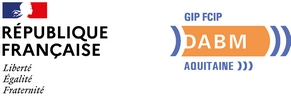 RÉPUBLIQUE
FRANÇAISE
Liberté
Égalité
Fraternité
GIP FCIP
DABM
AQUITAINE